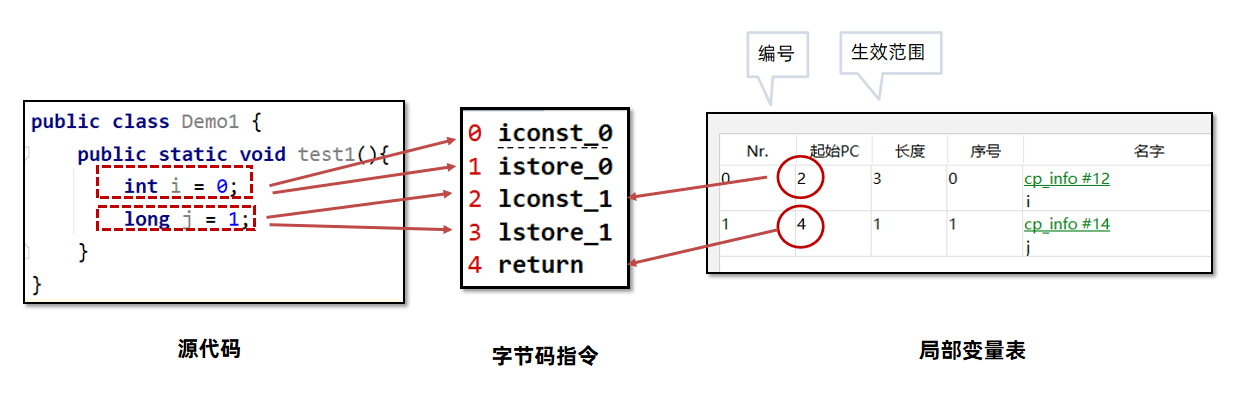 编号
生效范围
public class Demo1 {
public static void test1(){
int i = 0;
long j = 1;
}
}
0 iconst_0
1 istore_0
2 lconst_1
3 lstore_1
4 return
Nr. 起始PC 长度 序号 名字
0 2 3 0 cp_info #12
i
1 4 1 1 cp_info #14
j
源代码
字节码指令
局部变量表